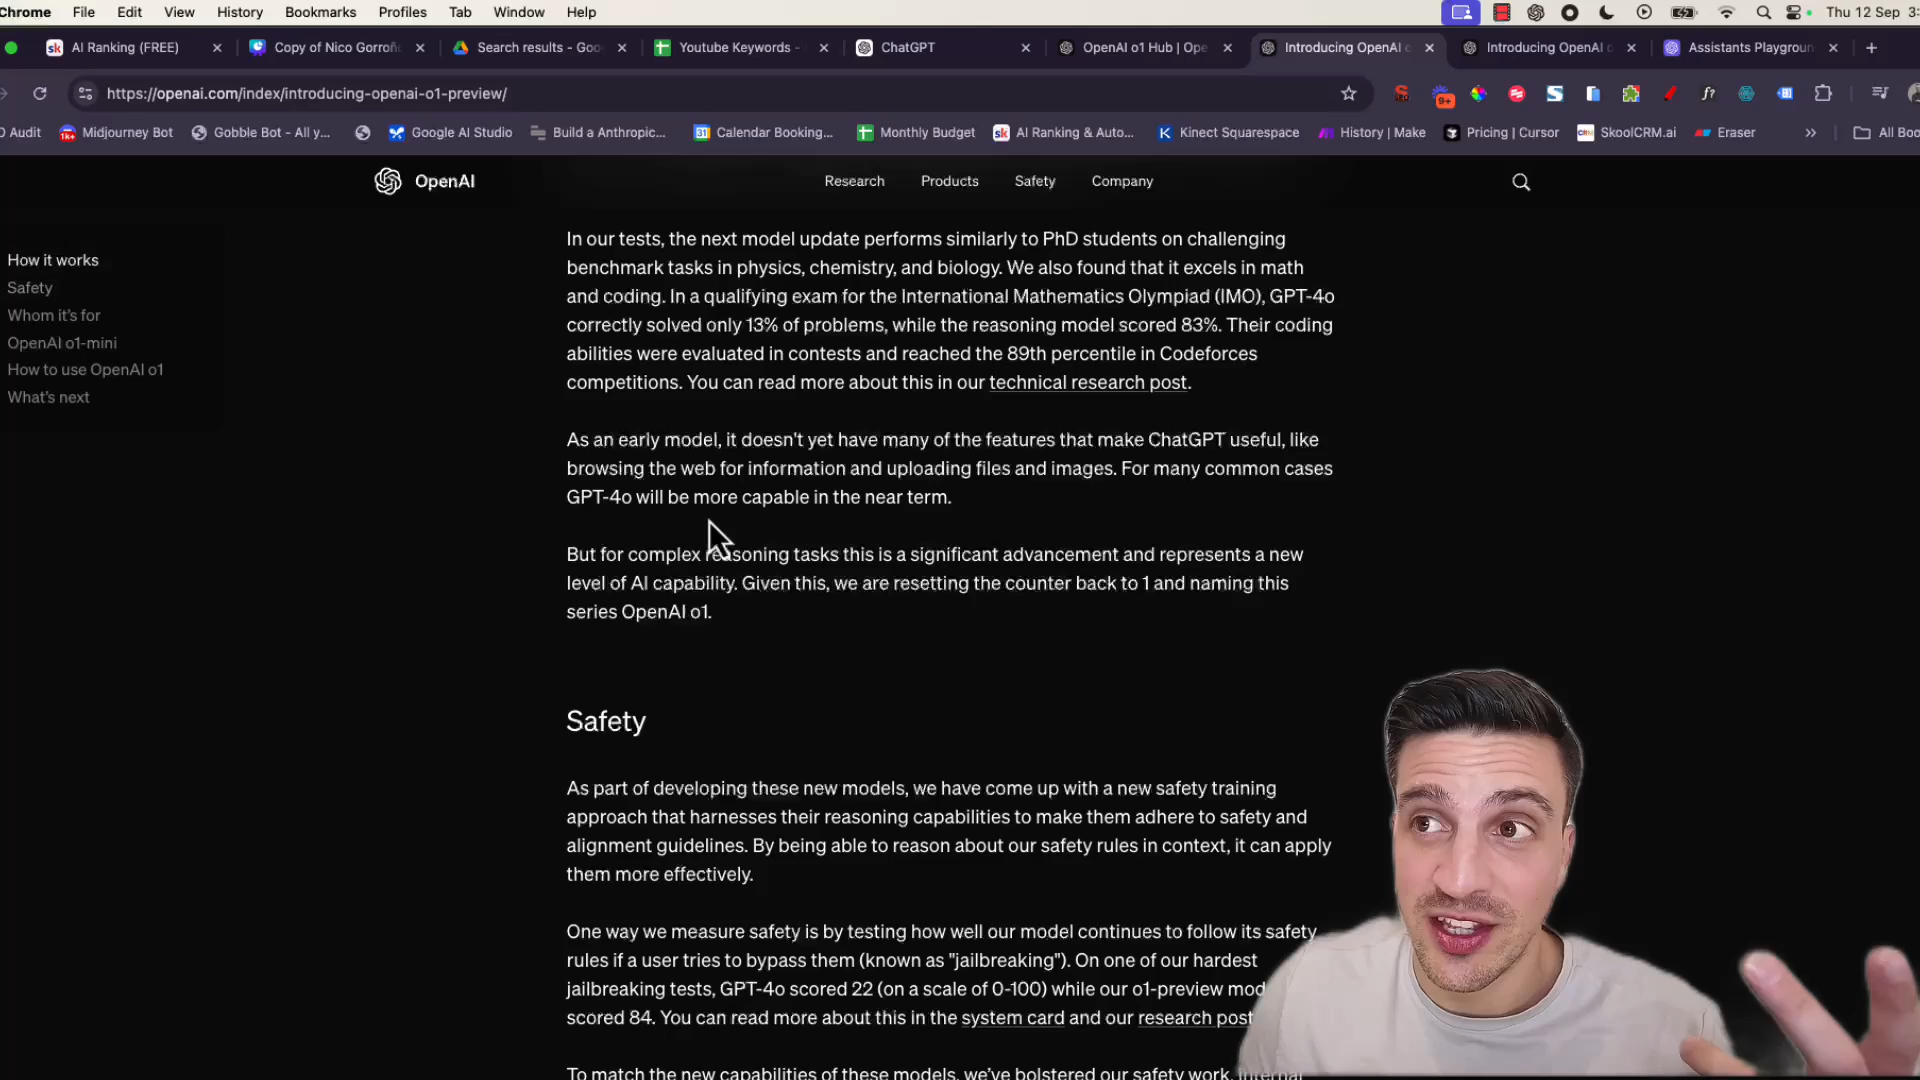 Chrome File Edit View History Bookmarks Profiles Tab Window Help Thu 12 Sep 3:
AI Ranking (FREE) Copy of Nico Gorroño Search results - Goo Youtube Keywords - ChatGPT OpenAI o1 Hub | Ope Introducing OpenAI o Introducing OpenAI o Assistants Playgroun
https://openai.com/index/introducing-openai-o1-preview/ 9+ f?
O Audit Midjourney Bot Gobble Bot - All y... Google AI Studio Build a Anthropic... Calendar Booking... Monthly Budget AI Ranking & Auto... Kinect Squarespace History | Make Pricing | Cursor SkoolCRM.ai Eraser All Boo
OpenAI Research Products Safety Company
How it works
Safety
Whom it's for
OpenAI o1-mini
How to use OpenAI o1
What's next
In our tests, the next model update performs similarly to PhD students on challenging
benchmark tasks in physics, chemistry, and biology. We also found that it excels in math
and coding. In a qualifying exam for the International Mathematics Olympiad (IMO), GPT-4o
correctly solved only 13% of problems, while the reasoning model scored 83%. Their coding
abilities were evaluated in contests and reached the 89th percentile in Codeforces
competitions. You can read more about this in our technical research post.
As an early model, it doesn't yet have many of the features that make ChatGPT useful, like
browsing the web for information and uploading files and images. For many common cases
GPT-4o will be more capable in the near term.
But for complex reasoning tasks this is a significant advancement and represents a new
level of AI capability. Given this, we are resetting the counter back to 1 and naming this
series OpenAI o1.
Safety
As part of developing these new models, we have come up with a new safety training
approach that harnesses their reasoning capabilities to make them adhere to safety and
alignment guidelines. By being able to reason about our safety rules in context, it can apply
them more effectively.
One way we measure safety is by testing how well our model continues to follow its safety
rules if a user tries to bypass them (known as "jailbreaking"). On one of our hardest
jailbreaking tests, GPT-4o scored 22 (on a scale of 0-100) while our o1-preview mod
scored 84. You can read more about this in the system card and our research post
To match the new capabilities of these models, we've bolstered our safety work, internal